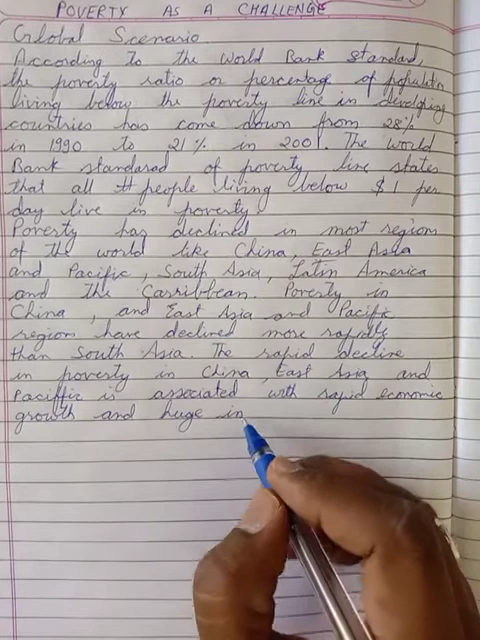 POVERTY AS A CHALLENGE
Global Scenario
According to the World Bank standard,
the poverty ratio or percentage of population
living below the poverty line in developing
countries has come down from 28%
in 1990 to 21% in 2001. The world
Bank standarad of poverty line states
that all people living below $1 per
day live in poverty.
Poverty has declined in most regions
of the world like China, East Asia
and Pacific, South Asia, Latin America
and the Carribbean. Poverty in
China, and East Asia and Pacific
region have declined more rapidly
than South Asia. The rapid decline
in poverty in China, East Asia and
Paciffic is associated with rapid economic
growth and huge in